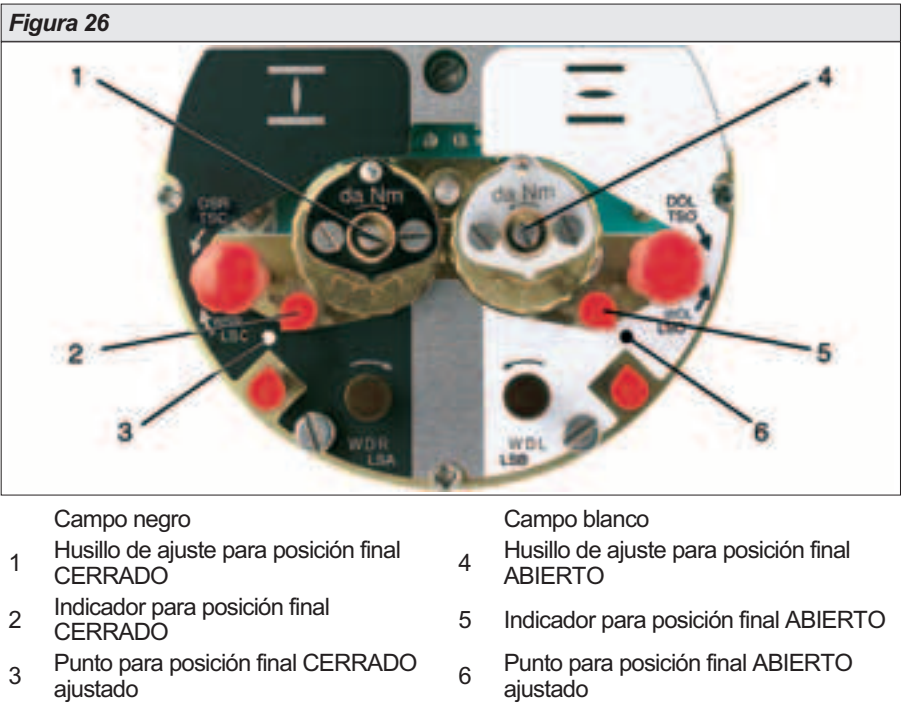 Figura 26
1
4
da Nm
da Nm
DSR
TSC
DÖL
TSO
WÖL
LSO
LSC
2
5
3
6
WDR
LSA
WDL
LSB
Campo negro
1 Husillo de ajuste para posición final
CERRADO
2 Indicador para posición final
CERRADO
3 Punto para posición final CERRADO
ajustado
Campo blanco
4 Husillo de ajuste para posición final
ABIERTO
5 Indicador para posición final ABIERTO
6 Punto para posición final ABIERTO
ajustado